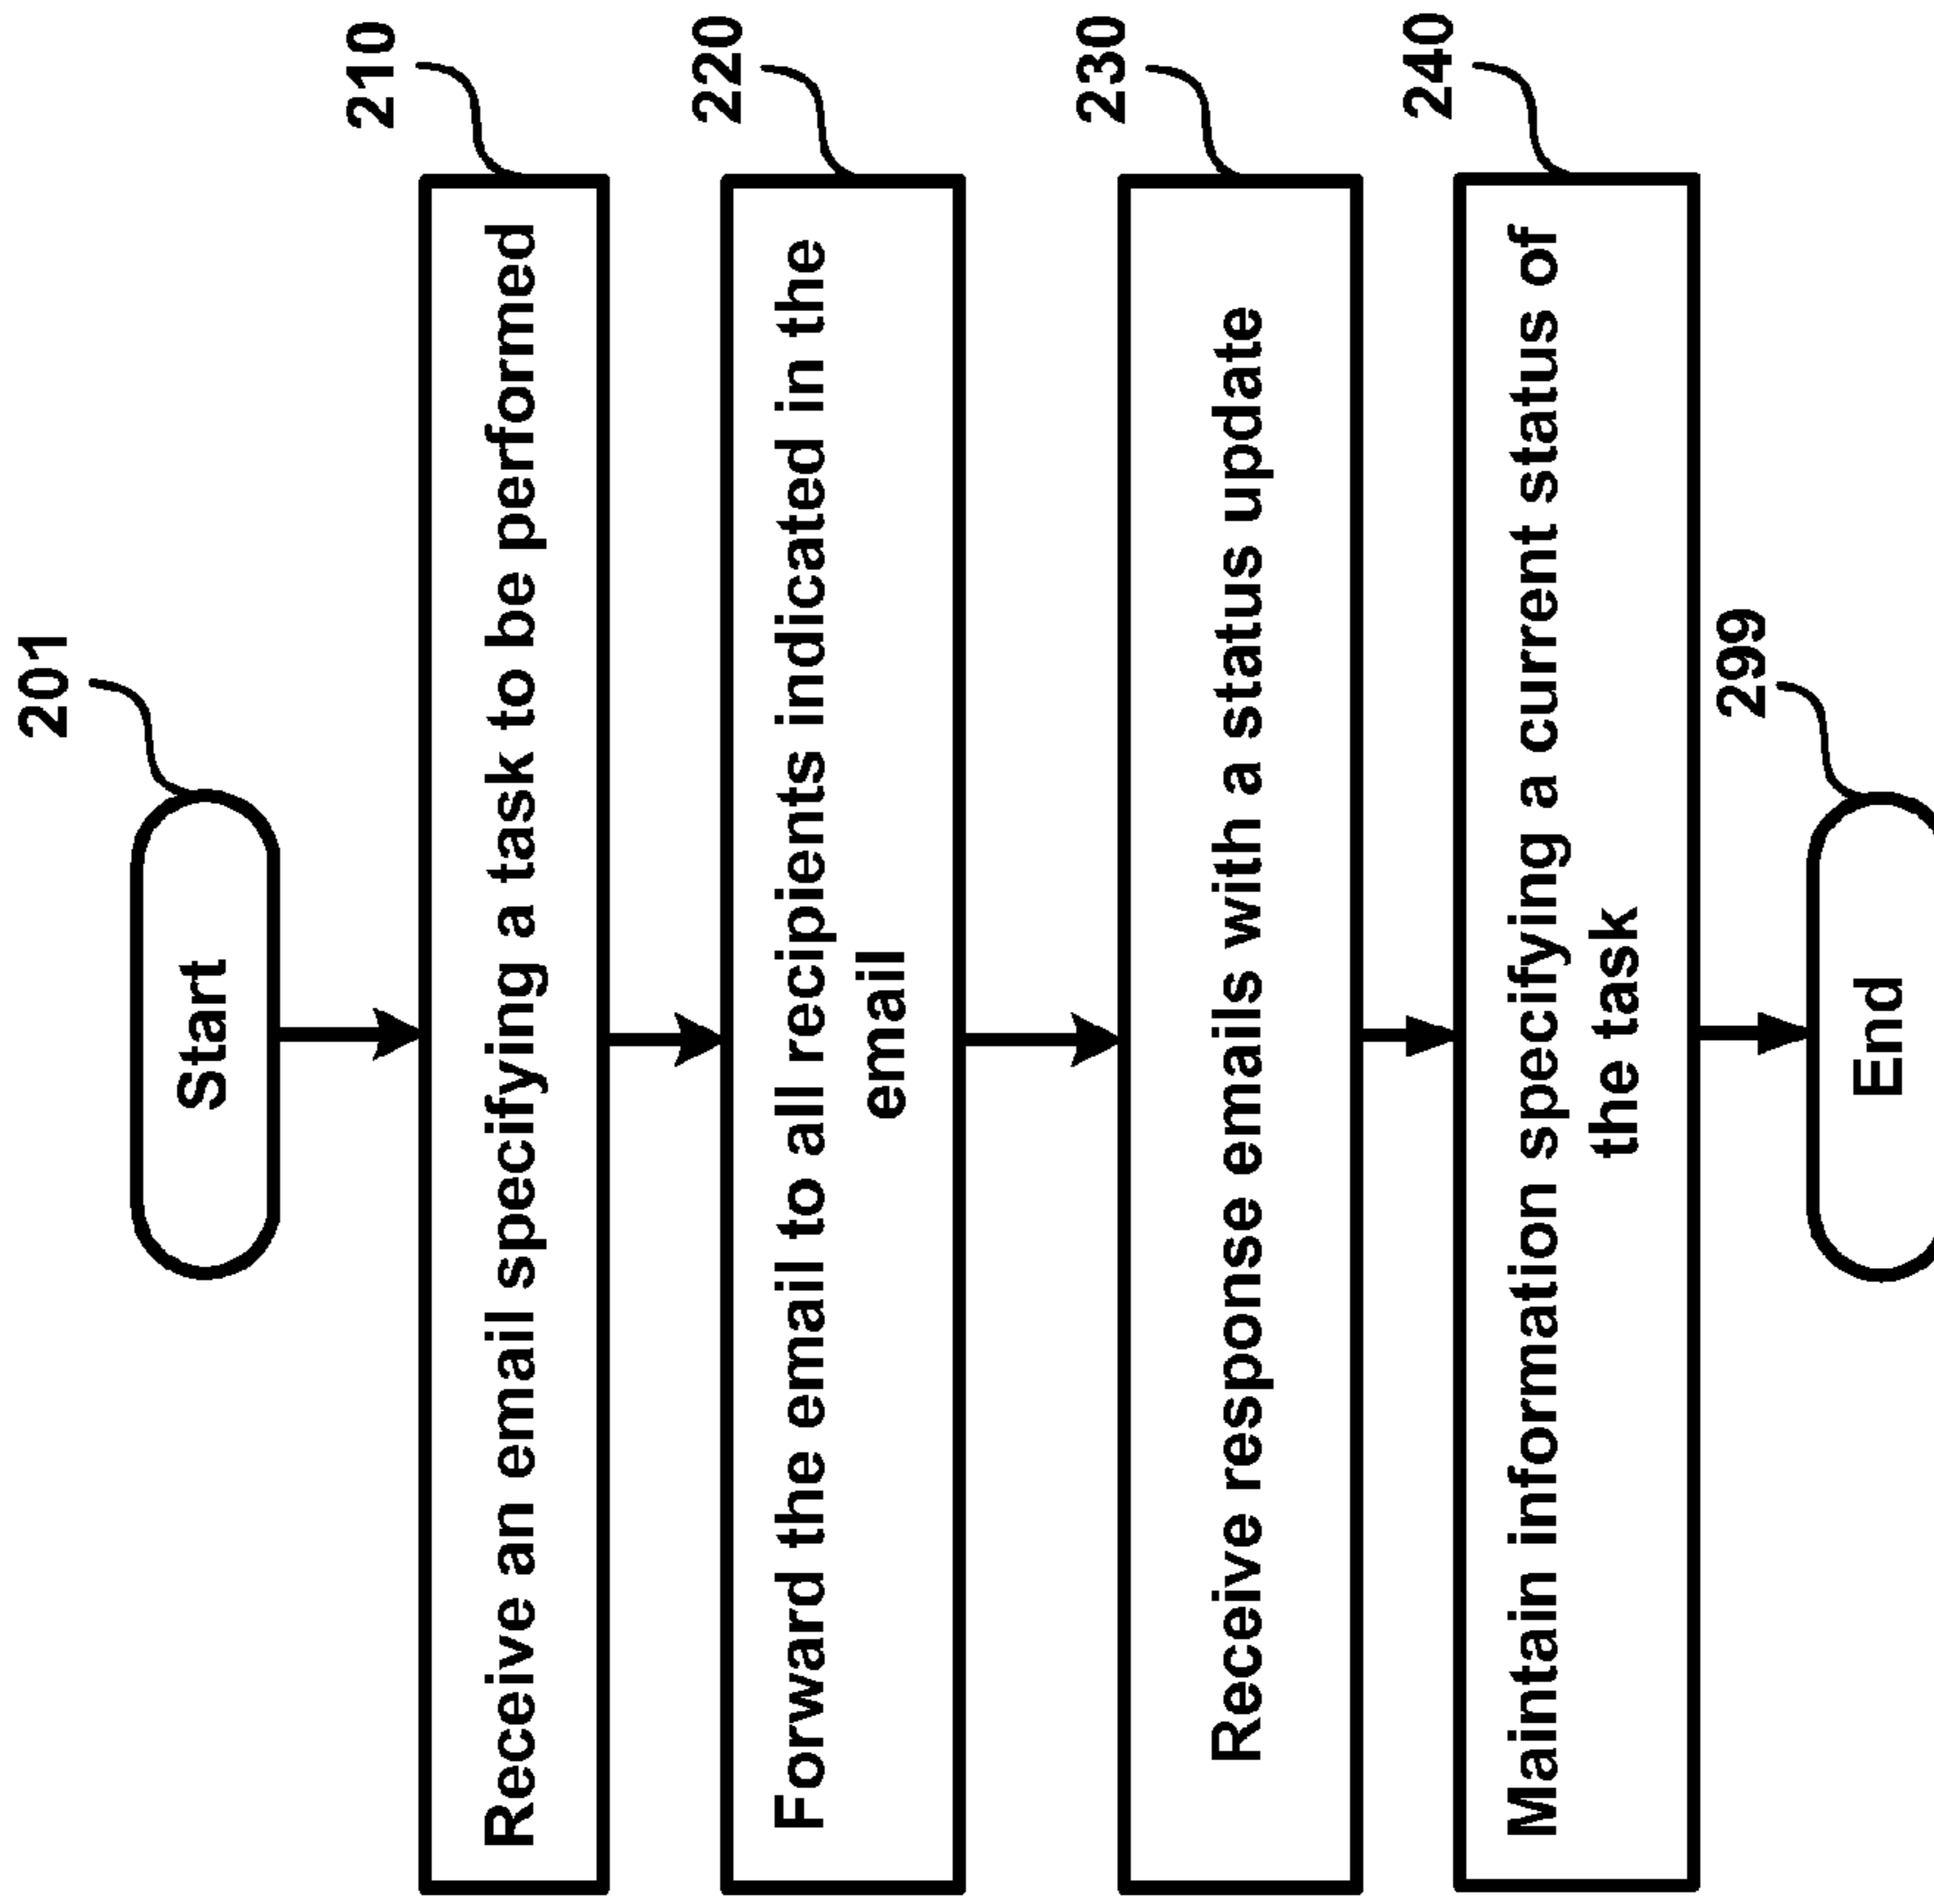 201
Start
210
Receive an email specifying a task to be performed
220
Forward the email to all recipients indicated in the
email
230
Receive response emails with a status update
240
Maintain information specifying a current status of
the task
299
End